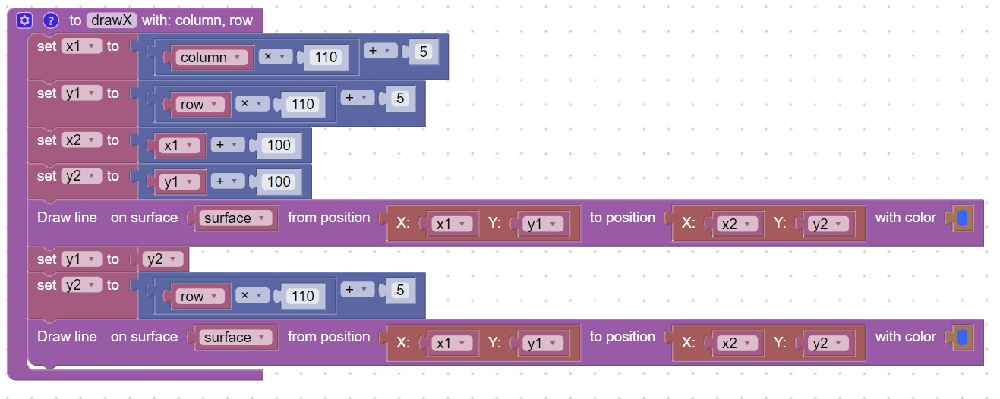 ? to drawX with: column, row
set x1 to column × 110 + 5
set y1 to row × 110 + 5
set x2 to x1 + 100
set y2 to y1 + 100
Draw line on surface surface from position X: x1 Y: y1 to position X: x2 Y: y2 with color
set y1 to y2
set y2 to row × 110 + 5
Draw line on surface surface from position X: x1 Y: y1 to position X: x2 Y: y2 with color